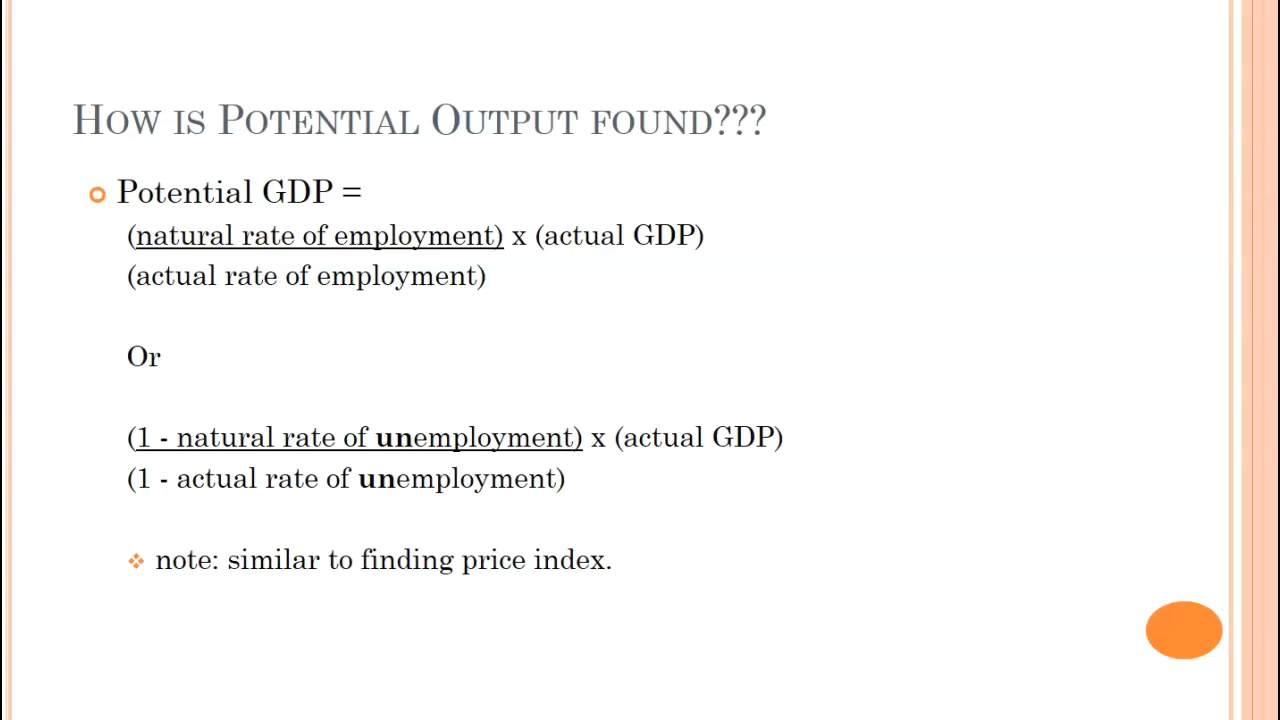 How is Potential Output found???
Potential GDP =
(natural rate of employment) x (actual GDP)
(actual rate of employment)
Or
(1 - natural rate of unemployment) x (actual GDP)
(1 - actual rate of unemployment)
note: similar to finding price index.